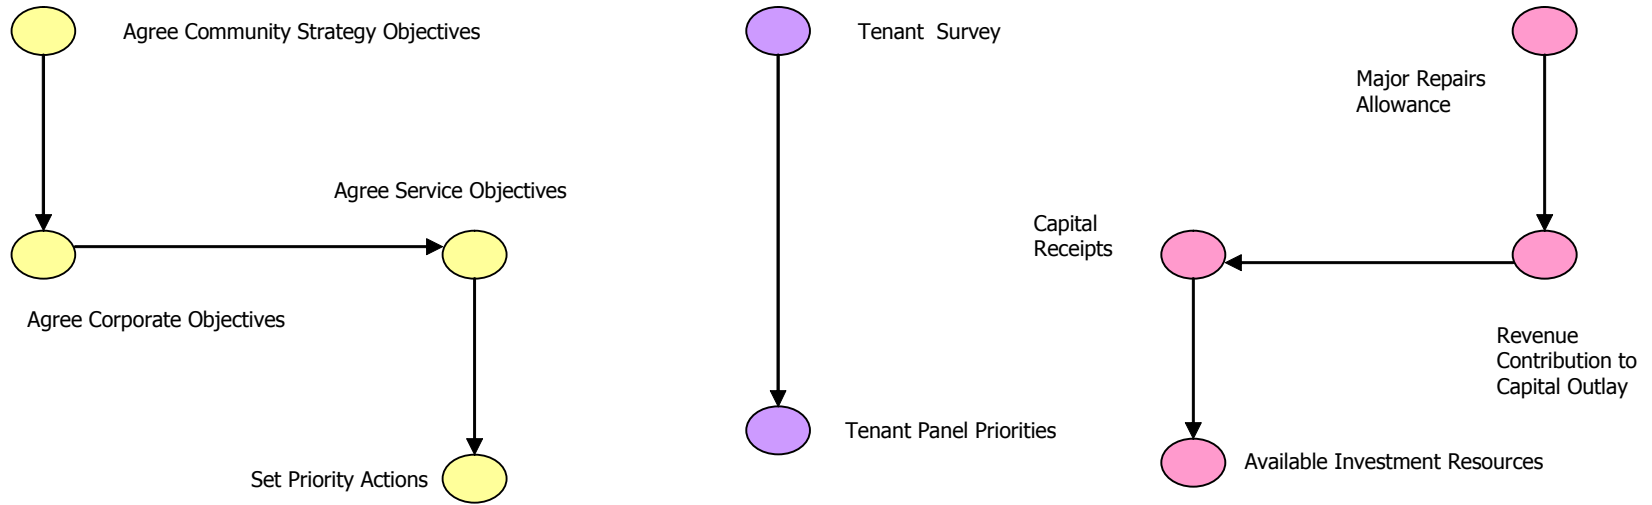 Agree Community Strategy Objectives
Tenant  Survey
Major Repairs
Allowance
Agree Service Objectives
Capital
Receipts
Agree Corporate Objectives
Revenue
Contribution to
Capital Outlay
Tenant Panel Priorities
Available Investment Resources
Set Priority Actions